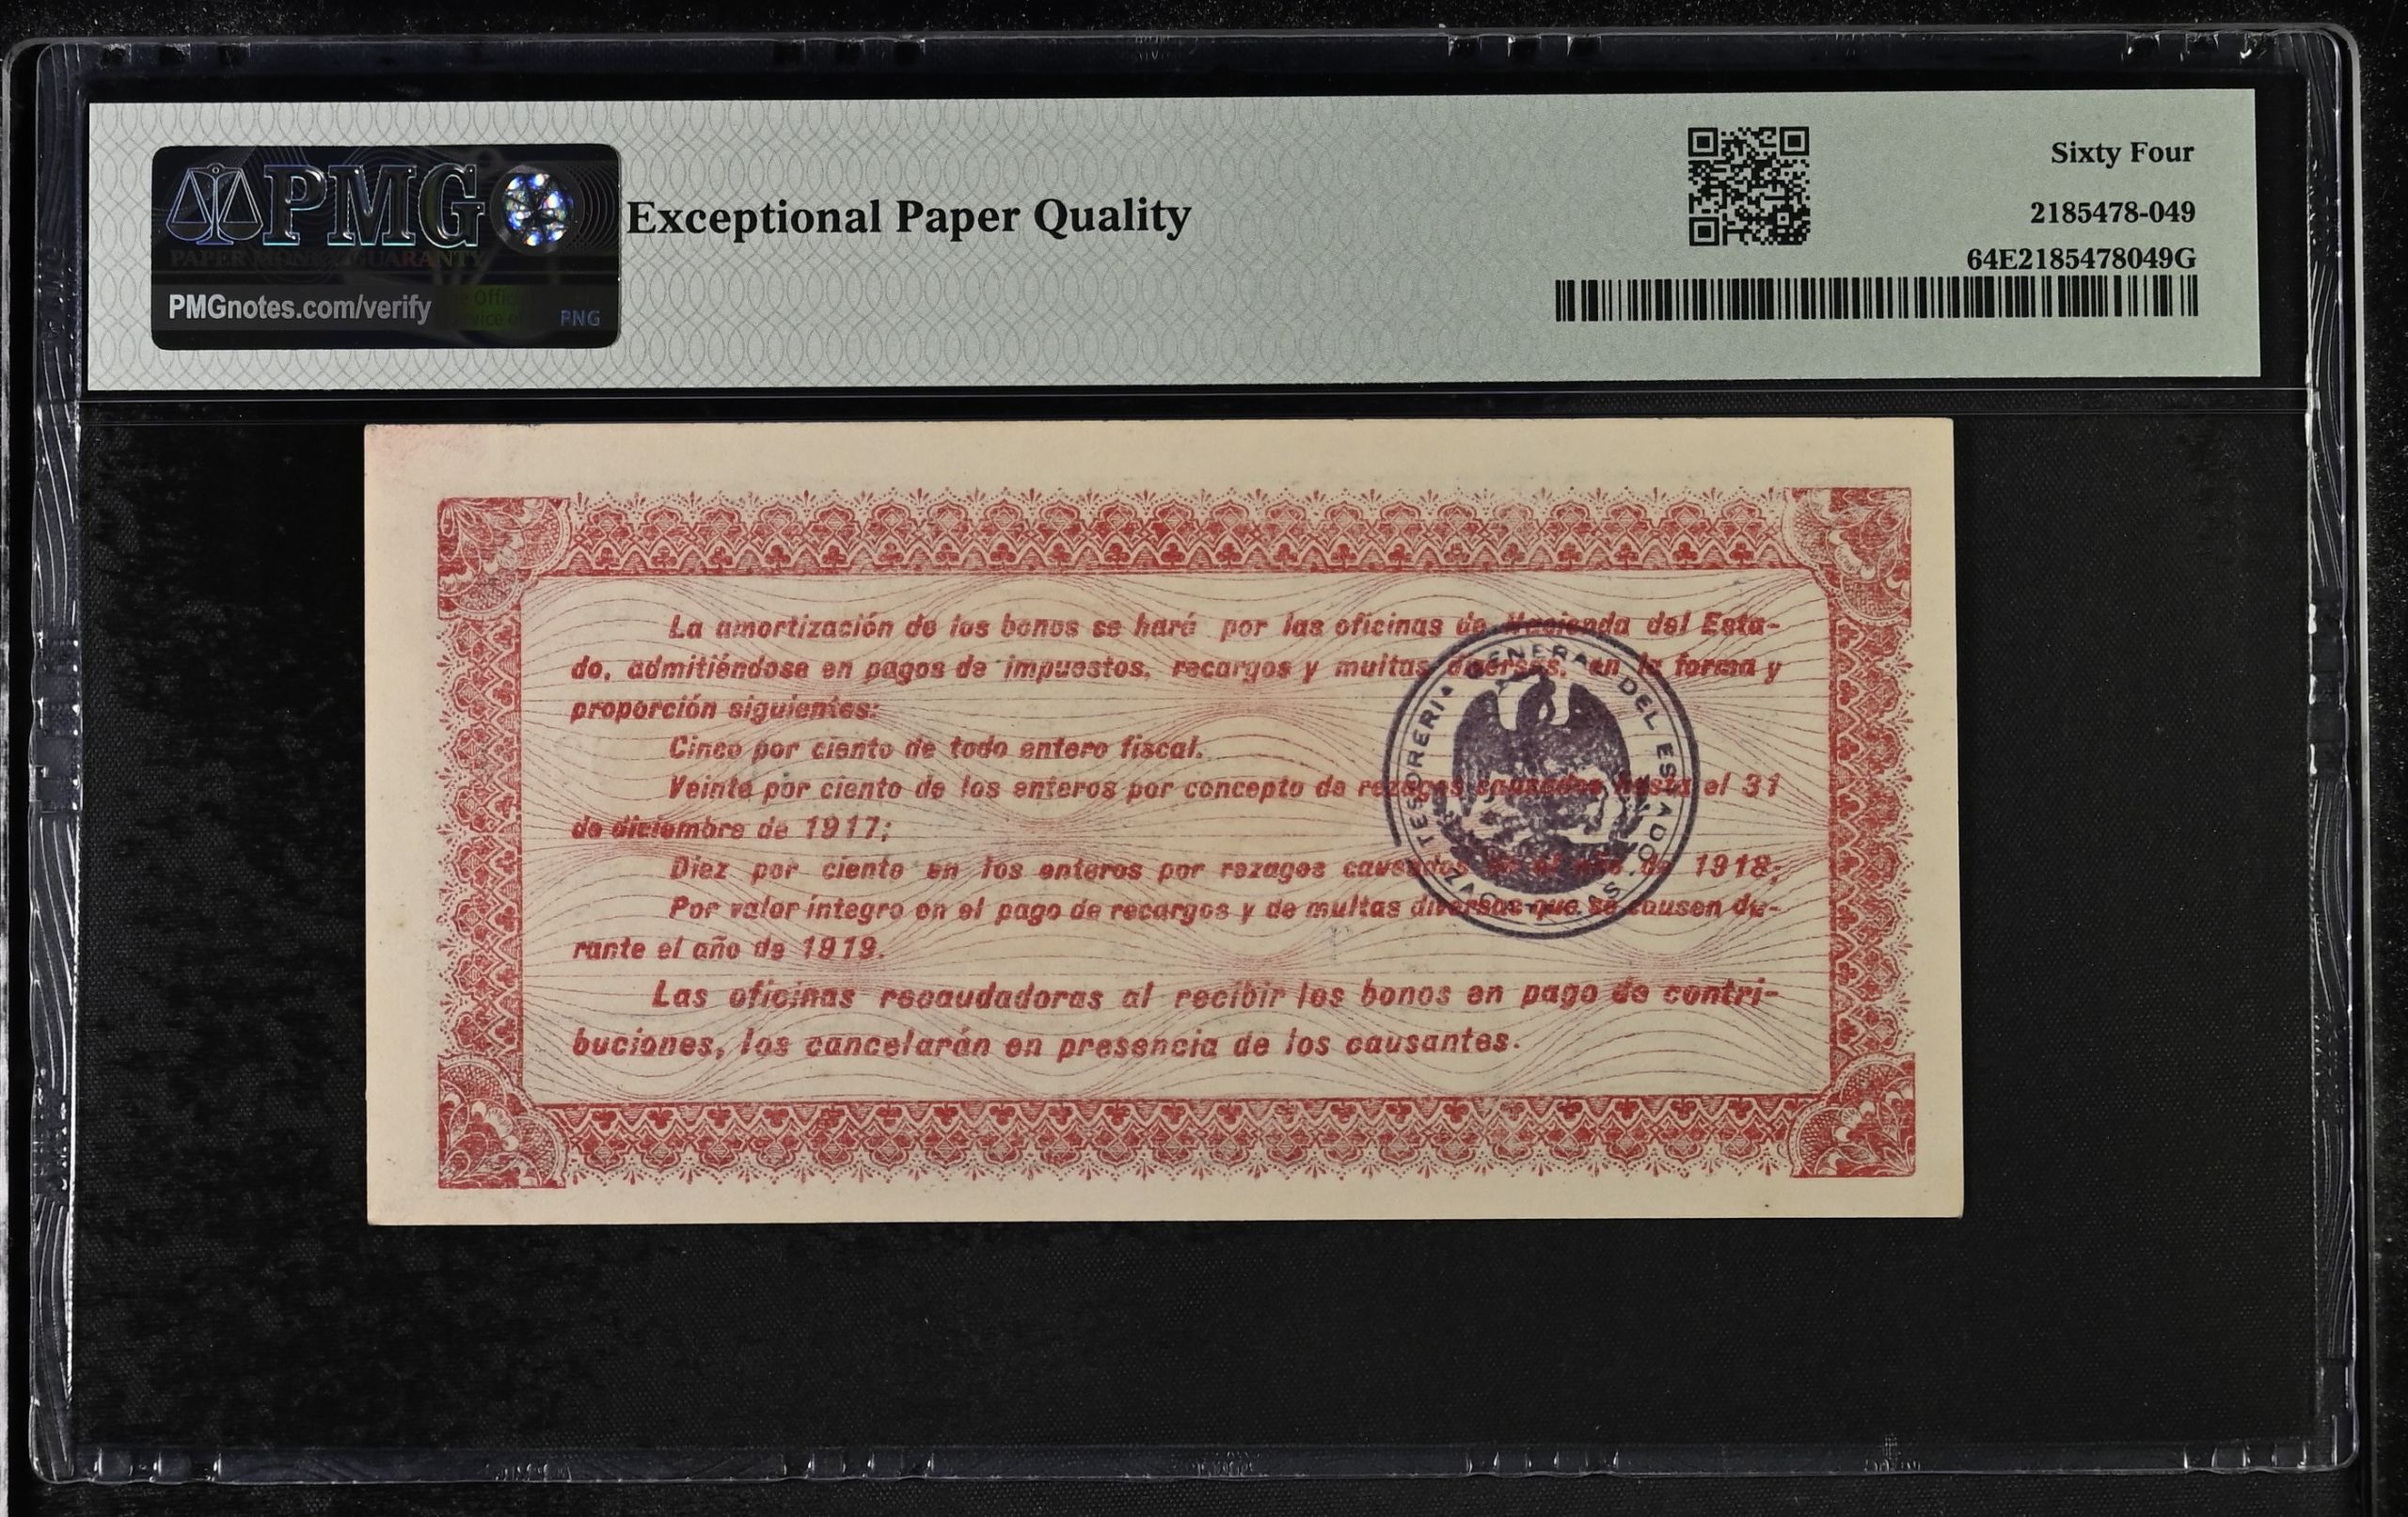 PMG
PAPER MONEY GUARANTY
PMGnotes.com/verify
PNG
Exceptional Paper Quality
Sixty Four
2185478-049
64E2185478049G
La amortización de los bonos se hará por las oficinas de Hacienda del Esta-
do, admitiéndose en pagos de impuestos, recargos y multas diversas, en la forma y
proporción siguientes:
Cinco por ciento de todo entero fiscal.
Veinte por ciento de los enteros por concepto de rezagos causados hasta el 31
de diciembre de 1917;
Diez por ciento en los enteros por rezagos causados en el año de 1918;
Por valor íntegro en el pago de recargos y de multas diversas que se causen du-
rante el año de 1919.
Las oficinas recaudadoras al recibir los bonos en pago de contri-
buciones, los cancelarán en presencia de los causantes.
TESORERIA GENERAL DEL ESTADO.
ZACATECAS